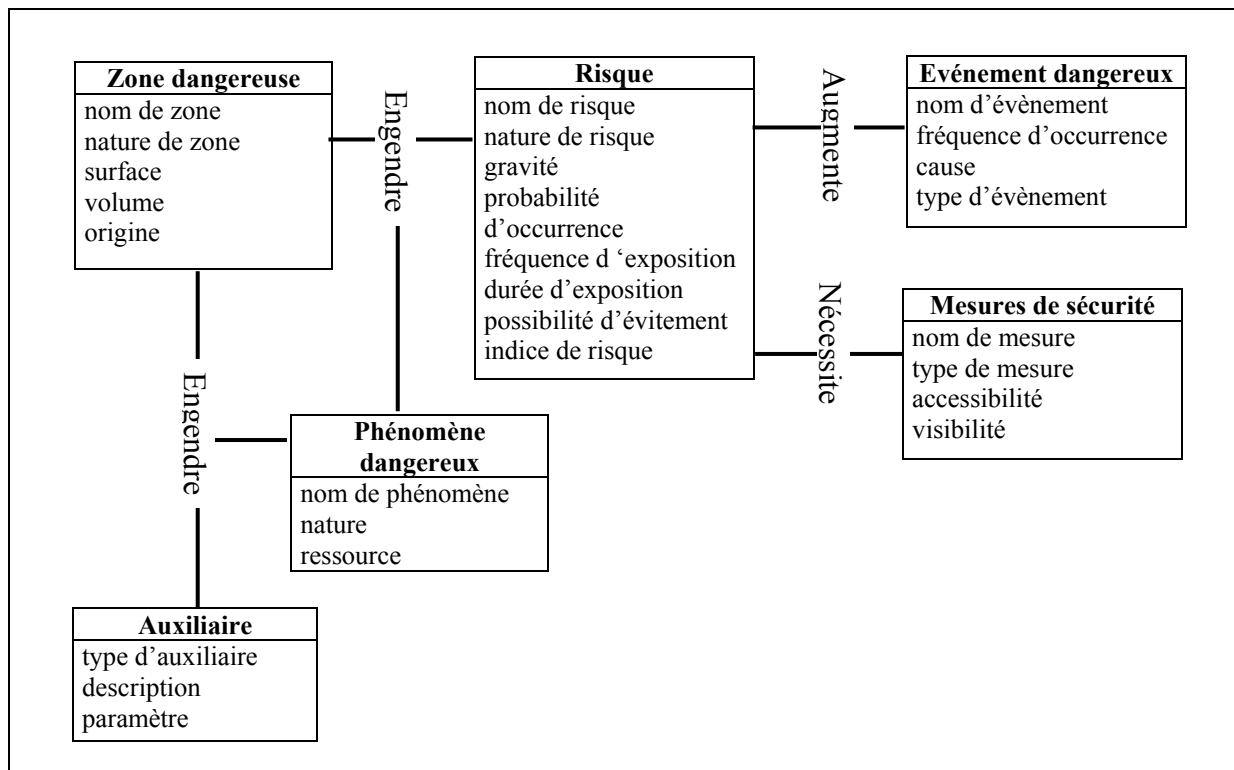 Zone dangereuse
nom de zone
nature de zone
surface
volume
origine
Engendre
Risque
nom de risque
nature de risque
gravité
probabilité
d’occurrence
fréquence d ‘exposition
durée d’exposition
possibilité d’évitement
indice de risque
Augmente
Evénement dangereux
nom d’évènement
fréquence d’occurrence
cause
type d’évènement
Nécessite
Mesures de sécurité
nom de mesure
type de mesure
accessibilité
visibilité
Engendre
Phénomène
dangereux
nom de phénomène
nature
ressource
Auxiliaire
type d’auxiliaire
description
paramètre